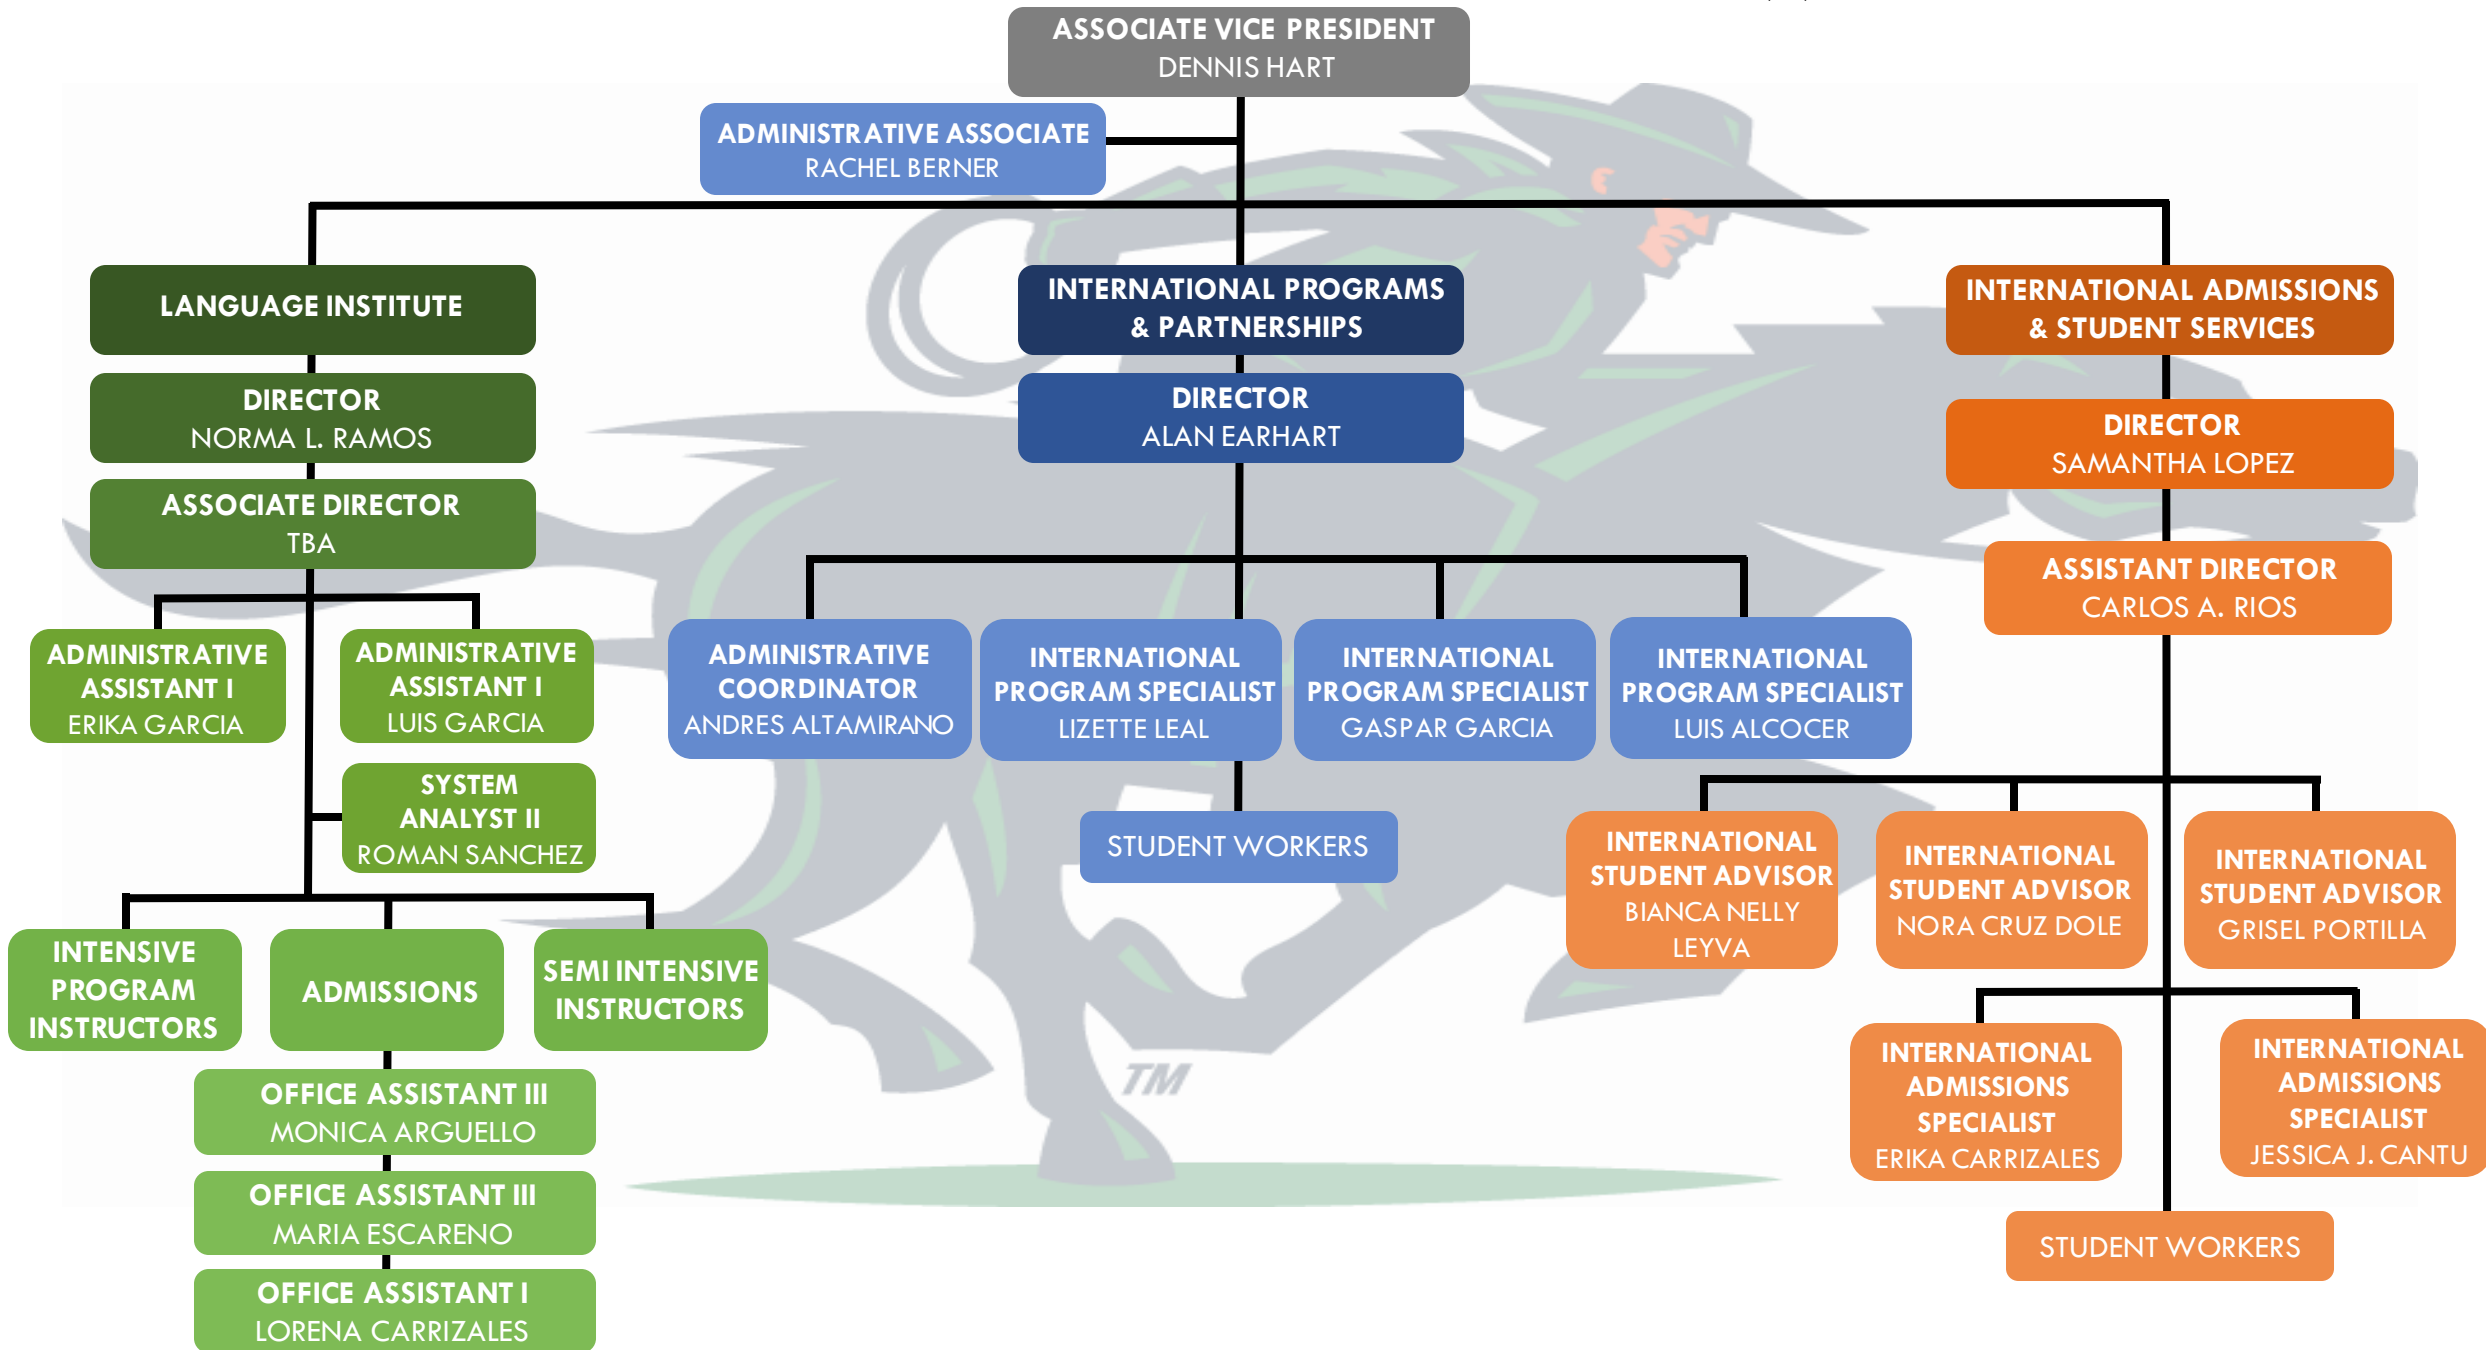 ASSOCIATE VICE PRESIDENT
DENNIS HART
ADMINISTRATIVE ASSOCIATE
RACHEL BERNER
LANGUAGE INSTITUTE
DIRECTOR
NORMA L. RAMOS
ASSOCIATE DIRECTOR
TBA
ADMINISTRATIVE
ASSISTANT I
ERIKA GARCIA
ADMINISTRATIVE
ASSISTANT I
LUIS GARCIA
SYSTEM
ANALYST II
ROMAN SANCHEZ
INTENSIVE
PROGRAM
INSTRUCTORS
ADMISSIONS
SEMI INTENSIVE
INSTRUCTORS
OFFICE ASSISTANT III
MONICA ARGUELLO
OFFICE ASSISTANT III
MARIA ESCARENO
OFFICE ASSISTANT I
LORENA CARRIZALES
INTERNATIONAL PROGRAMS
& PARTNERSHIPS
DIRECTOR
ALAN EARHART
ADMINISTRATIVE
COORDINATOR
ANDRES ALTAMIRANO
INTERNATIONAL
PROGRAM SPECIALIST
LIZETTE LEAL
INTERNATIONAL
PROGRAM SPECIALIST
GASPAR GARCIA
INTERNATIONAL
PROGRAM SPECIALIST
LUIS ALCOCER
STUDENT WORKERS
INTERNATIONAL ADMISSIONS
& STUDENT SERVICES
DIRECTOR
SAMANTHA LOPEZ
ASSISTANT DIRECTOR
CARLOS A. RIOS
INTERNATIONAL
STUDENT ADVISOR
BIANCA NELLY
LEYVA
INTERNATIONAL
STUDENT ADVISOR
NORA CRUZ DOLE
INTERNATIONAL
STUDENT ADVISOR
GRISEL PORTILLA
INTERNATIONAL
ADMISSIONS
SPECIALIST
ERIKA CARRIZALES
INTERNATIONAL
ADMISSIONS
SPECIALIST
JESSICA J. CANTU
STUDENT WORKERS
TM